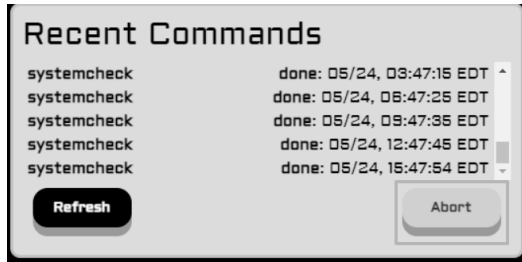 Recent Commands
systemcheck done: 05/24, 03:47:15 EDT
systemcheck done: 05/24, 06:47:25 EDT
systemcheck done: 05/24, 09:47:35 EDT
systemcheck done: 05/24, 12:47:45 EDT
systemcheck done: 05/24, 15:47:54 EDT
Refresh Abort